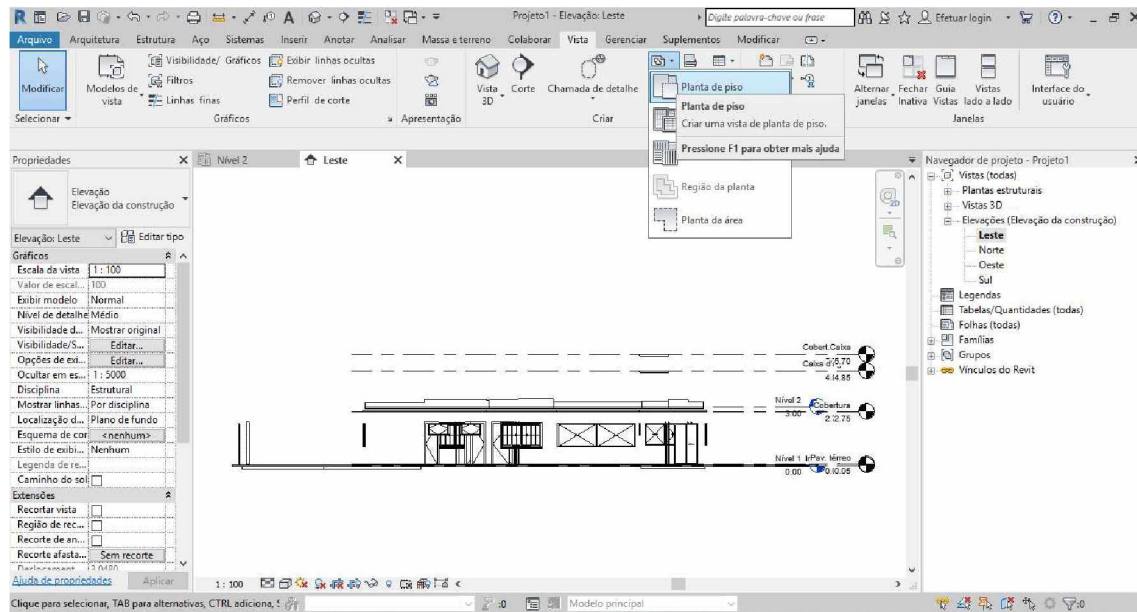 Projeto1 - Elevação: Leste
Digite palavra-chave ou frase
Efetuar login
Arquivo Arquitetura Estrutura Aço Sistemas Inserir Anotar Analisar Massa e terreno Colaborar Vista Gerenciar Suplementos Modificar
Modificar
Modelos de vista
Visibilidade/ Gráficos
Filtros
Linhas finas
Exibir linhas ocultas
Remover linhas ocultas
Perfil de corte
Vista 3D
Corte
Chamada de detalhe
Alternar janelas
Fechar Inativa
Guia Vistas
Vistas lado a lado
Interface do usuário
Selecionar
Gráficos
Apresentação
Criar
Janelas
Planta de piso
Planta de piso
Criar uma vista de planta de piso.
Pressione F1 para obter mais ajuda
Região da planta
Planta da área
Propriedades
Nível 2
Leste
Elevação
Elevação da construção
Elevação: Leste
Editar tipo
Gráficos
Escala da vista 1 : 100
Valor de escal... 100
Exibir modelo Normal
Nível de detalhe Médio
Visibilidade d... Mostrar original
Visibilidade/S... Editar...
Opções de exi... Editar...
Ocultar em es... 1 : 5000
Disciplina Estrutural
Mostrar linhas... Por disciplina
Localização d... Plano de fundo
Esquema de cor <nenhum>
Estilo de exibi... Nenhum
Legenda de re...
Caminho do sol
Extensões
Recortar vista
Região de rec...
Recorte de an...
Recorte afasta... Sem recorte
Ajuda de propriedades
Aplicar
2D
Cobert.Caixa
Nível 2
3.00
Cobertura
Nível 1
0.00
Pav. térreo
Navegador de projeto - Projeto1
Vistas (todas)
Plantas estruturais
Vistas 3D
Elevações (Elevação da construção)
Leste
Norte
Oeste
Sul
Legendas
Tabelas/Quantidades (todas)
Folhas (todas)
Famílias
Grupos
Vínculos do Revit
1 : 100
Clique para selecionar, TAB para alternativas, CTRL adiciona,
:0
Modelo principal
:0